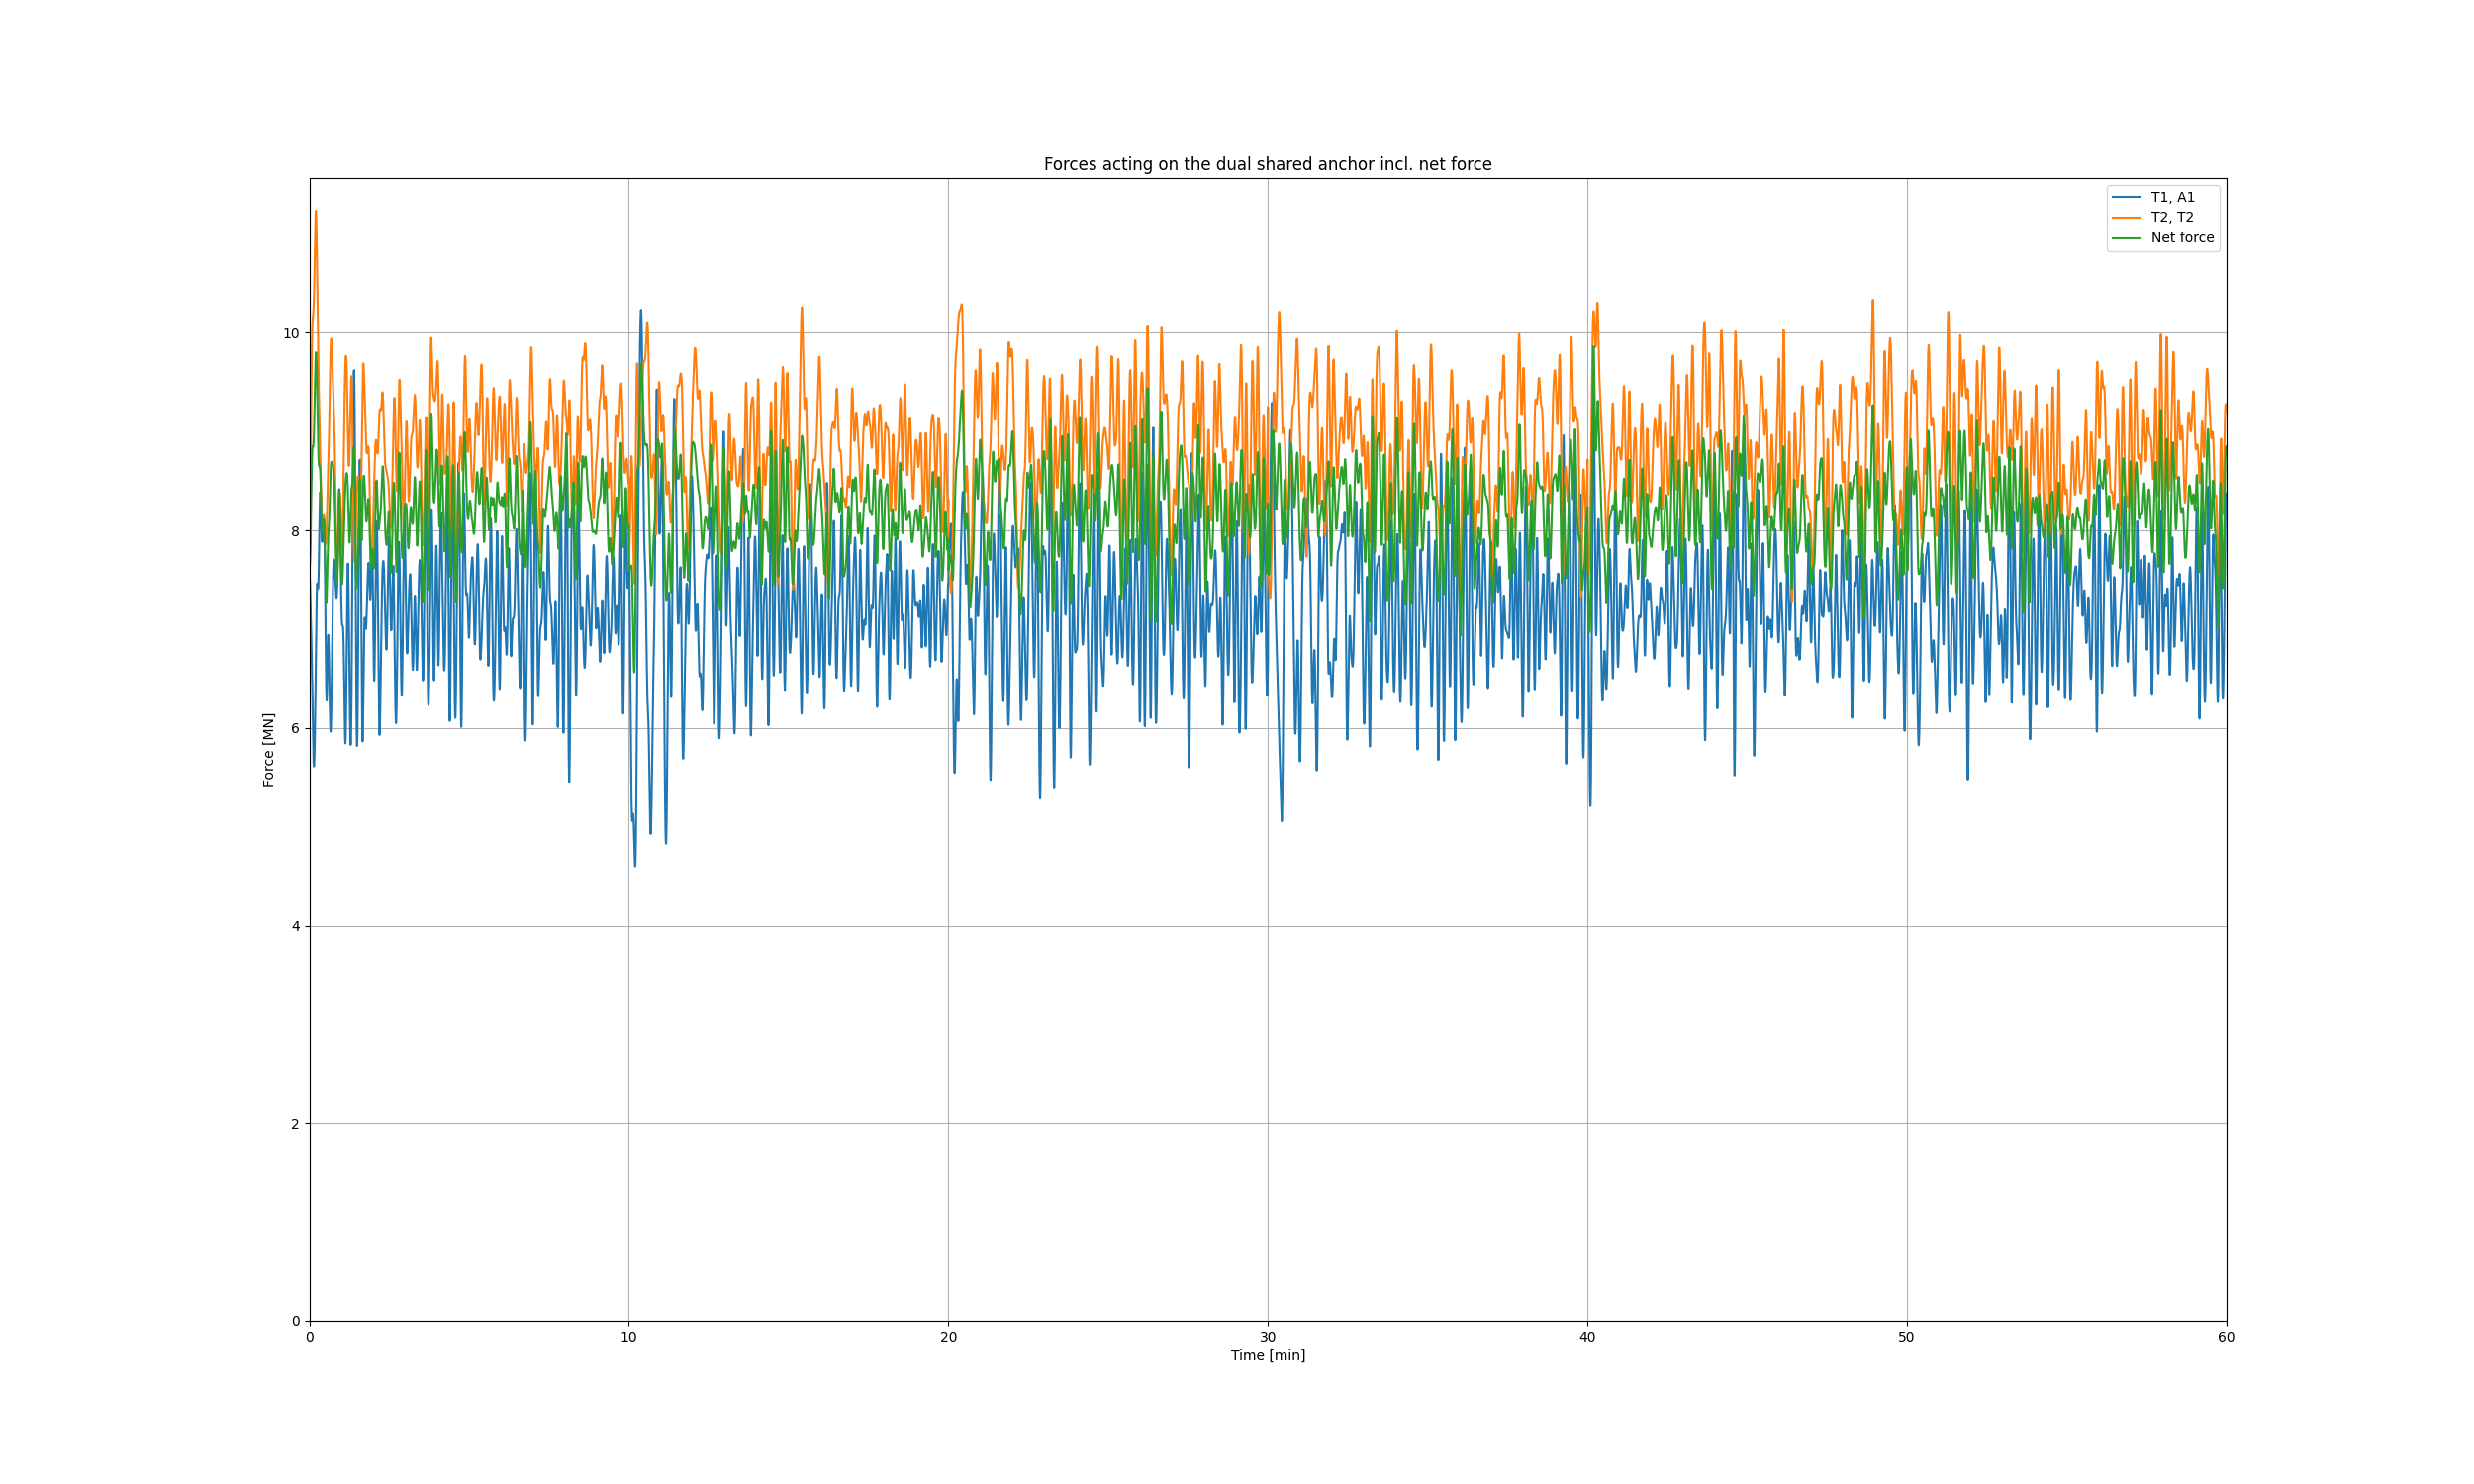 Forces acting on the dual shared anchor incl. net force
T1, A1
T2, T2
Net force
10
8
6
4
2
0
Force [MN]
0 10 20 30 40 50 60
Time [min]